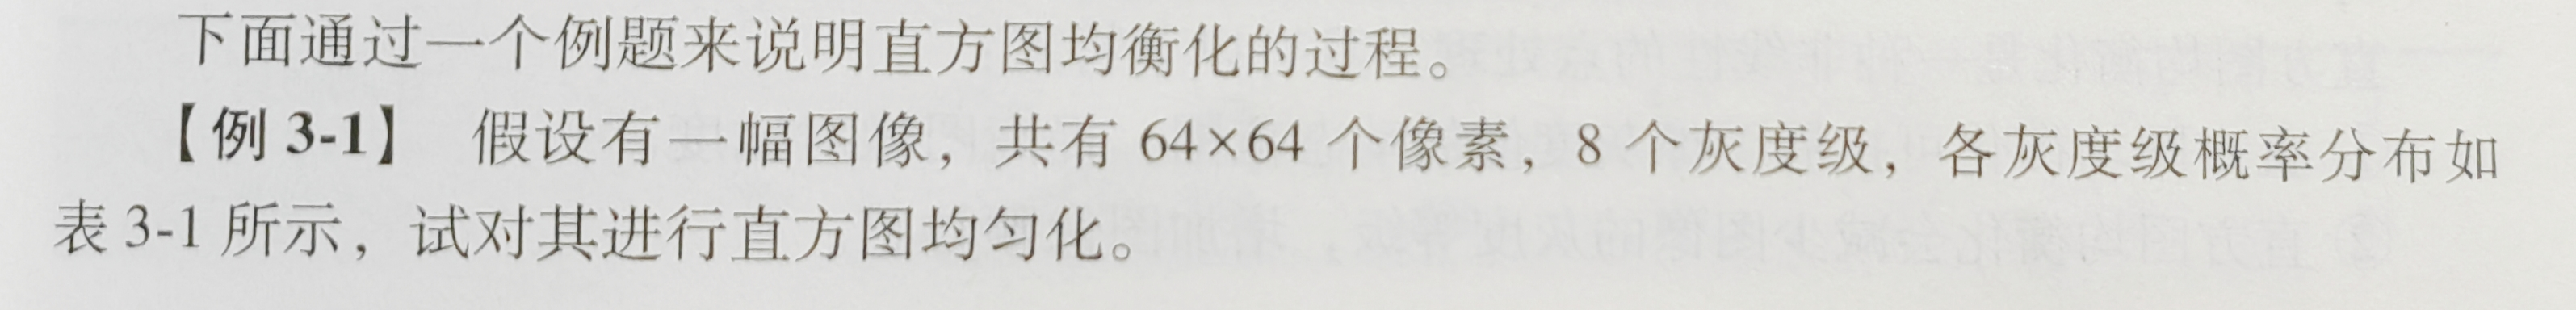 下面通过一个例题来说明直方图均衡化的过程。
【例 3-1】 假设有一幅图像，共有 64×64 个像素，8 个灰度级，各灰度级概率分布如
表 3-1 所示，试对其进行直方图均匀化。